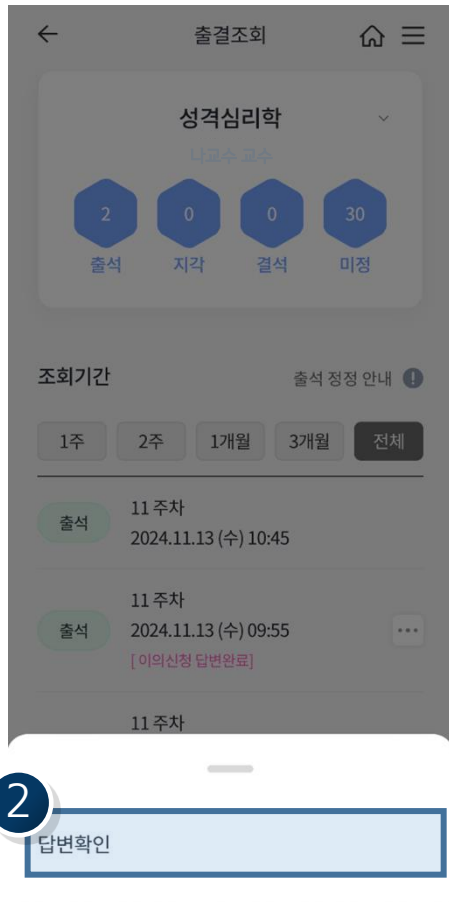 출결조회
성격심리학
나교수 교수
2 0 0 30
출석 지각 결석 미정
조회기간 출석 정정 안내 !
1주 2주 1개월 3개월 전체
11 주차
출석
2024.11.13 (수) 10:45
11 주차
출석 2024.11.13 (수) 09:55 ···
[ 이의신청 답변완료]
11 주차
2
답변확인